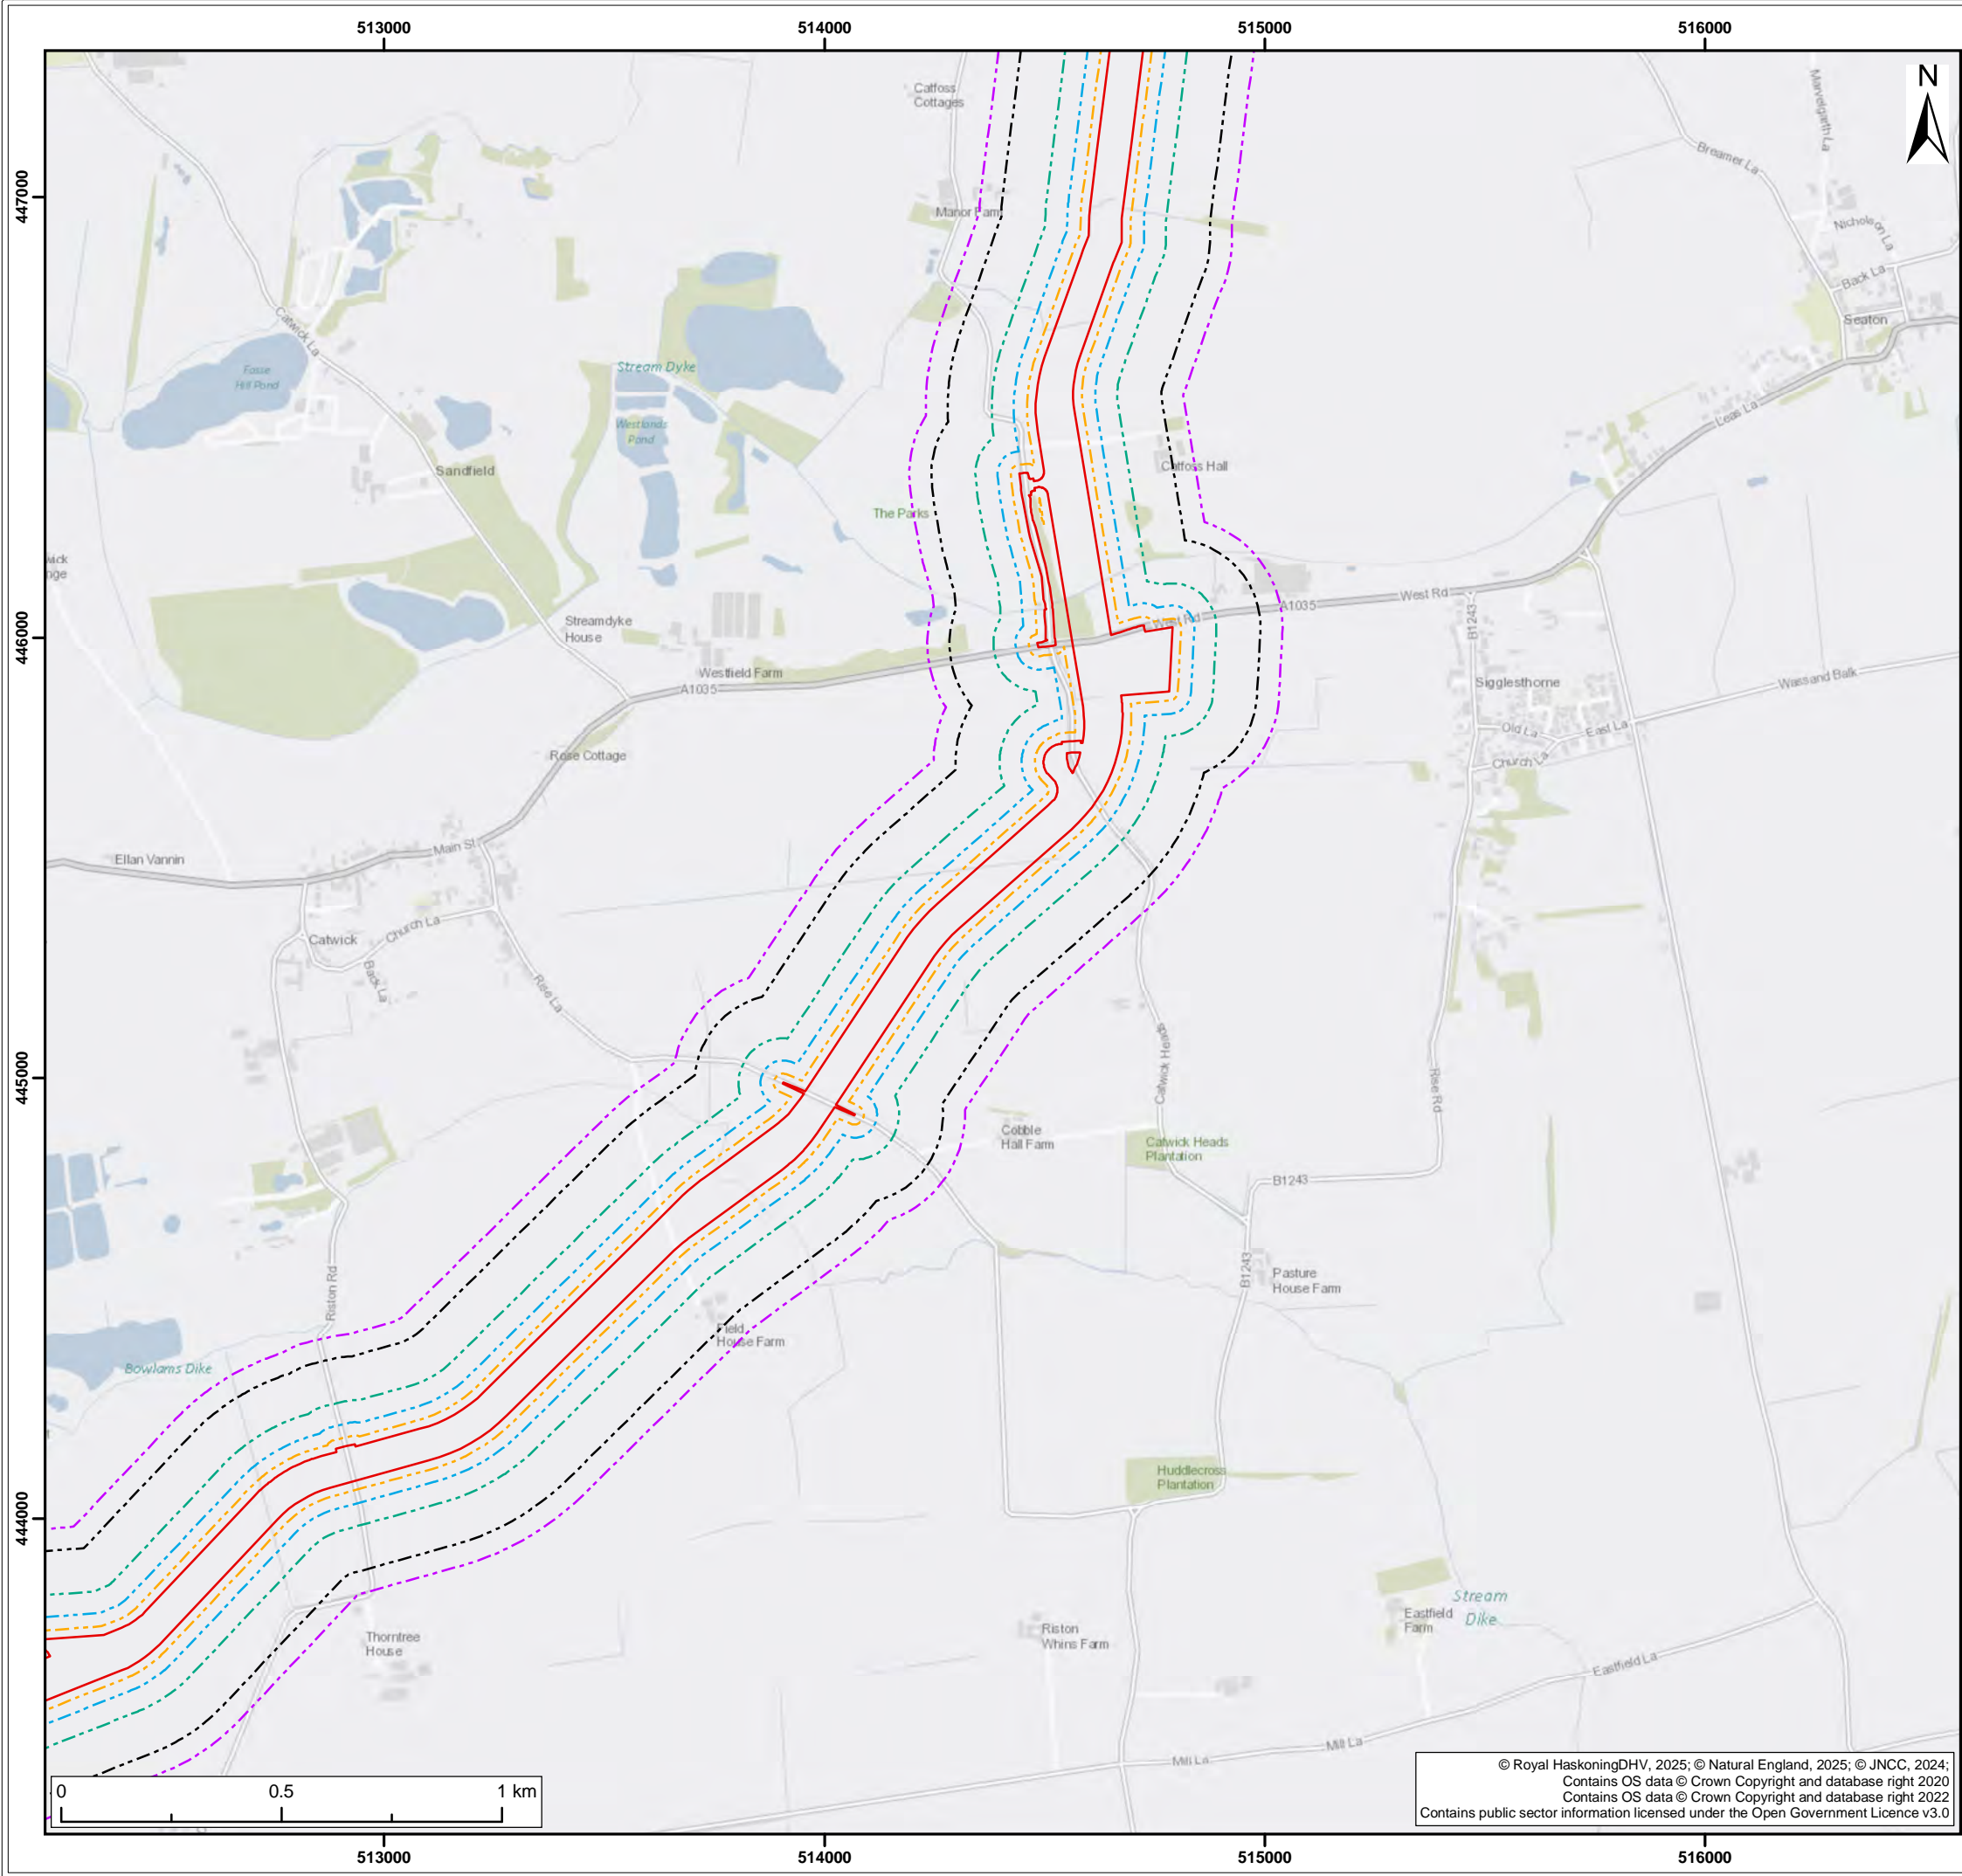 513000
514000
515000
516000
447000
446000
445000
444000
N
Catfoss
Cottages
Manor Farm
Marvelgarth La
Breamer La
Nicholson La
Back La
Seaton
Leas La
Catwick La
Fosse
Hill Pond
Stream Dyke
Westlands
Pond
Sandfield
The Parks
Catfoss Hall
Streamdyke
House
Westfield Farm
A1035
West Rd
A1035
West Rd
B1243
Sigglesthorne
Wassand Balk
Old La
East La
Church La
Rose Cottage
Ellan Vannin
Main St
Catwick
Church La
Back La
Rise La
Catwick Heads
Rise Rd
Cobble
Hall Farm
Catwick Heads
Plantation
B1243
B1243
Pasture
House Farm
Riston Rd
Field
House Farm
Bowlams Dike
Huddlecross
Plantation
Stream
Dike
Eastfield
Farm
Riston
Whins Farm
Thorntree
House
Eastfield La
Mill La
Mill La
0 0.5 1 km
© Royal HaskoningDHV, 2025; © Natural England, 2025; © JNCC, 2024;
Contains OS data © Crown Copyright and database right 2020
Contains OS data © Crown Copyright and database right 2022
Contains public sector information licensed under the Open Government Licence v3.0
513000
514000
515000
516000